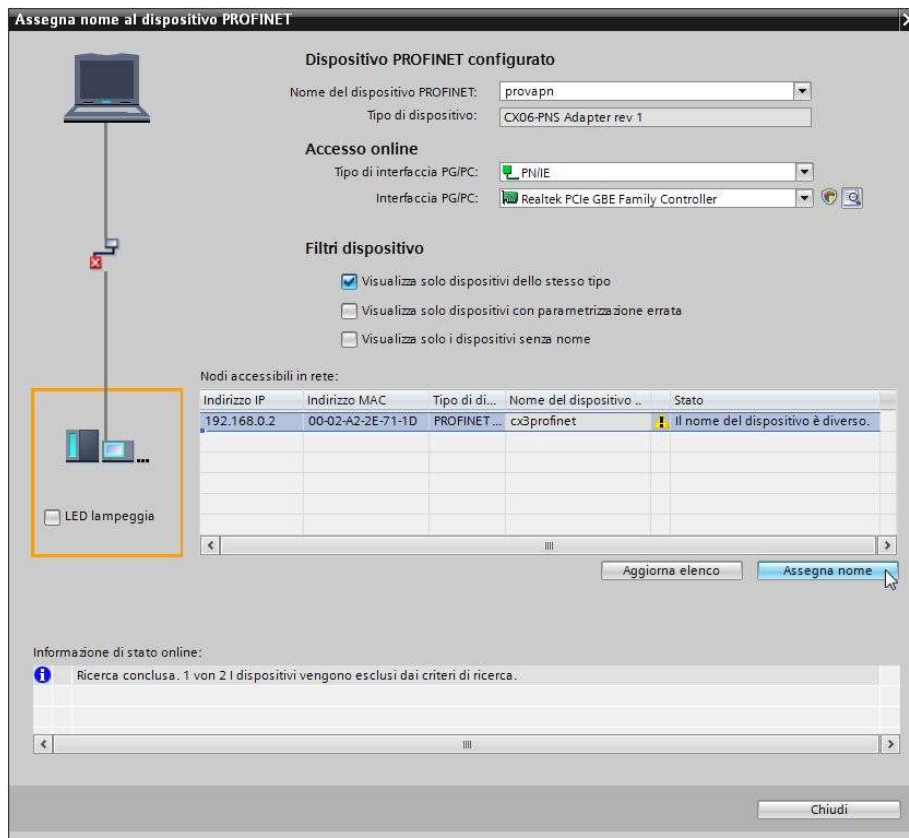 Assegna nome al dispositivo PROFINET
Dispositivo PROFINET configurato
Nome del dispositivo PROFINET: provapn
Tipo di dispositivo: CX06-PNS Adapter rev 1
Accesso online
Tipo di interfaccia PG/PC: PN/IE
Interfaccia PG/PC: Realtek PCIe GBE Family Controller
Filtri dispositivo
Visualizza solo dispositivi dello stesso tipo
Visualizza solo dispositivi con parametrizzazione errata
Visualizza solo i dispositivi senza nome
Nodi accessibili in rete:
Indirizzo IP Indirizzo MAC Tipo di di... Nome del dispositivo .. Stato
192.168.0.2 00-02-A2-2E-71-1D PROFINET... cx3profinet Il nome del dispositivo è diverso.
LED lampeggia
Aggiorna elenco Assegna nome
Informazione di stato online:
Ricerca conclusa. 1 von 2 I dispositivi vengono esclusi dai criteri di ricerca.
Chiudi